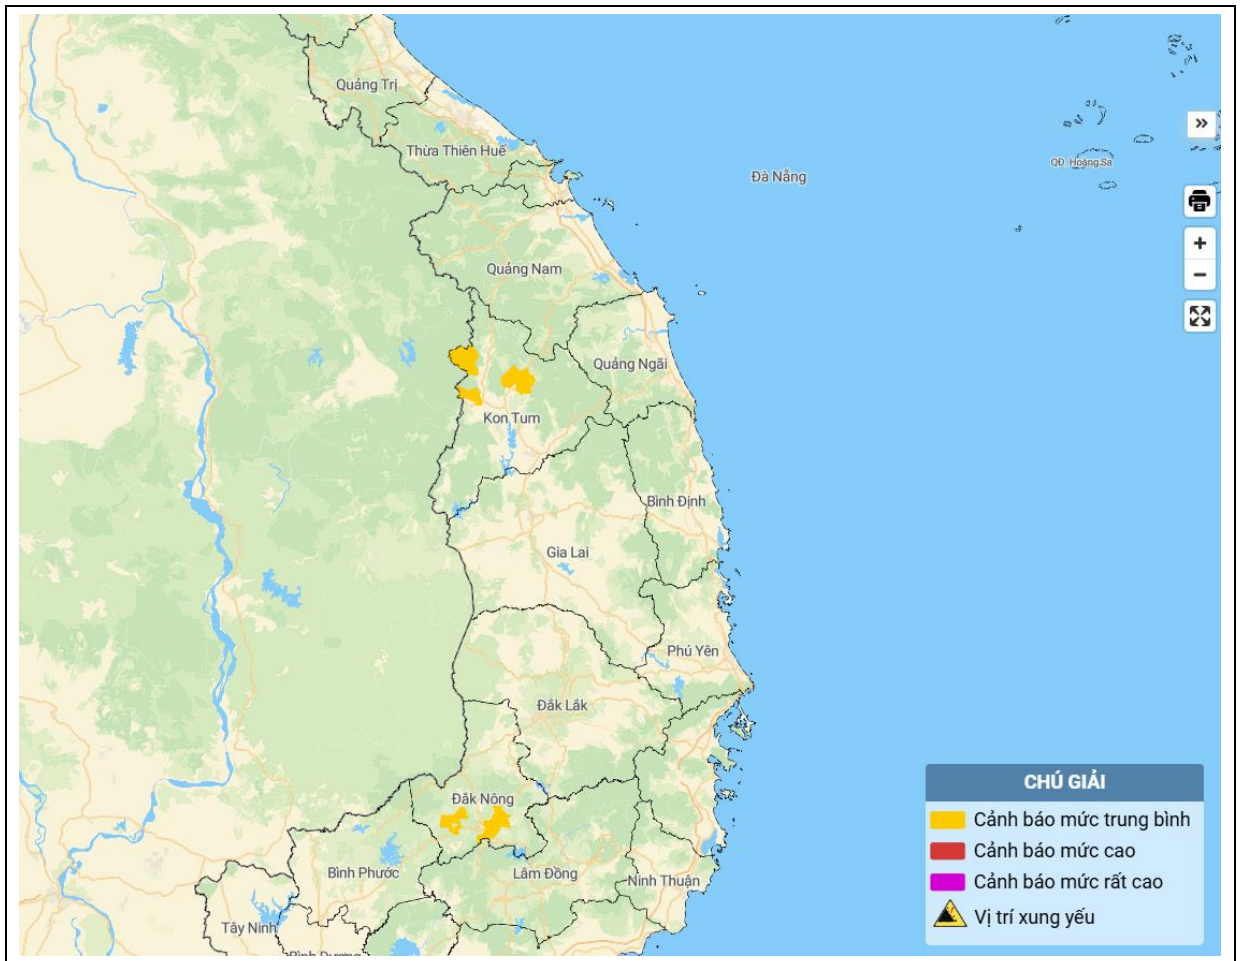 Quảng Trị
Thừa Thiên Huế
Đà Nẵng
QĐ. Hoàng Sa
»
Quảng Nam
+
−
Quảng Ngãi
Kon Tum
Bình Định
Gia Lai
Phú Yên
Đắk Lắk
Đắk Nông
Bình Phước
Lâm Đồng
Ninh Thuận
Tây Ninh
Bình Dương
CHÚ GIẢI
Cảnh báo mức trung bình
Cảnh báo mức cao
Cảnh báo mức rất cao
Vị trí xung yếu